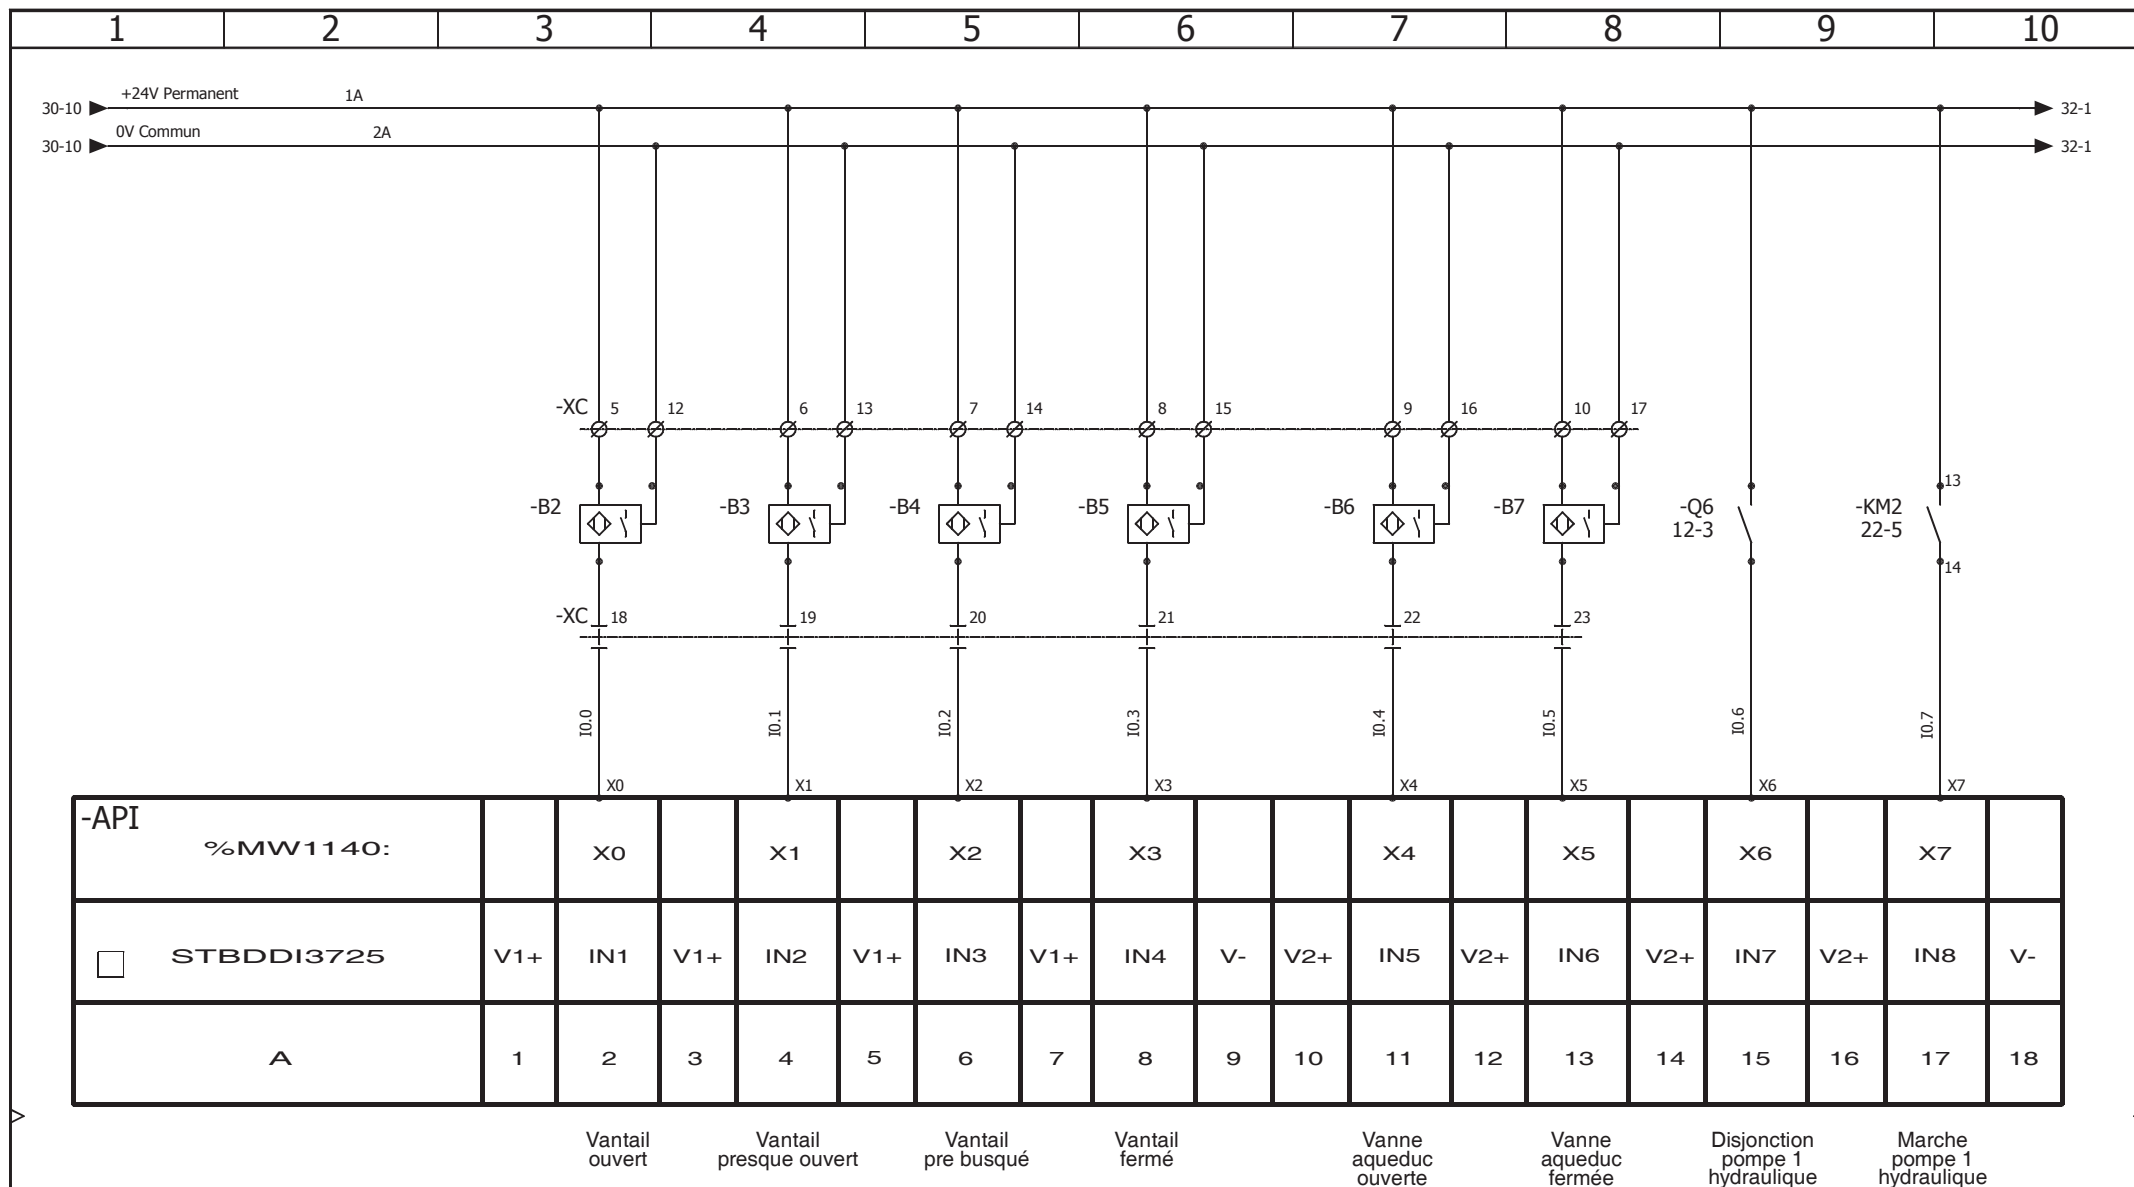 1 2 3 4 5 6 7 8 9 10
+24V Permanent 1A
30-10 32-1
0V Commun 2A
30-10 32-1
-XC 5 12 6 13 7 14 8 15 9 16 10 17
13
-B2 -B3 -B4 -B5 -B6 -B7 -Q6 -KM2
12-3 22-5
14
-XC 18 19 20 21 22 23
I0.0 I0.1 I0.2 I0.3 I0.4 I0.5 I0.6 I0.7
X0 X1 X2 X3 X4 X5 X6 X7
-API
%MW1140: X0 X1 X2 X3 X4 X5 X6 X7
STBDDI3725 V1+ IN1 V1+ IN2 V1+ IN3 V1+ IN4 V- V2+ IN5 V2+ IN6 V2+ IN7 V2+ IN8 V-
A 1 2 3 4 5 6 7 8 9 10 11 12 13 14 15 16 17 18
Vantail
ouvert
Vantail
presque ouvert
Vantail
pre busqué
Vantail
fermé
Vanne
aqueduc
ouverte
Vanne
aqueduc
fermée
Disjonction
pompe 1
hydraulique
Marche
pompe 1
hydraulique